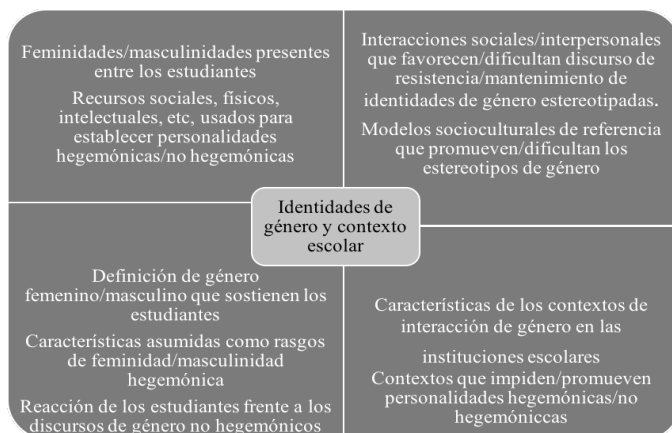 Feminidades/masculinidades presentes
entre los estudiantes
Recursos sociales, físicos,
intelectuales, etc, usados para
establecer personalidades
hegemónicas/no hegemónicas
Interacciones sociales/interpersonales
que favorecen/dificultan discurso de
resistencia/mantenimiento de
identidades de género estereotipadas.
Modelos socioculturales de referencia
que promueven/dificultan los
estereotipos de género
Identidades de
género y contexto
escolar
Definición de género
femenino/masculino que sostienen los
estudiantes
Características asumidas como rasgos
de feminidad/masculinidad
hegemónica
Reacción de los estudiantes frente a los
discursos de género no hegemónicos
Características de los contextos de
interacción de género en las
instituciones escolares
Contextos que impiden/promueven
personalidades hegemónicas/no
hegemóniccas